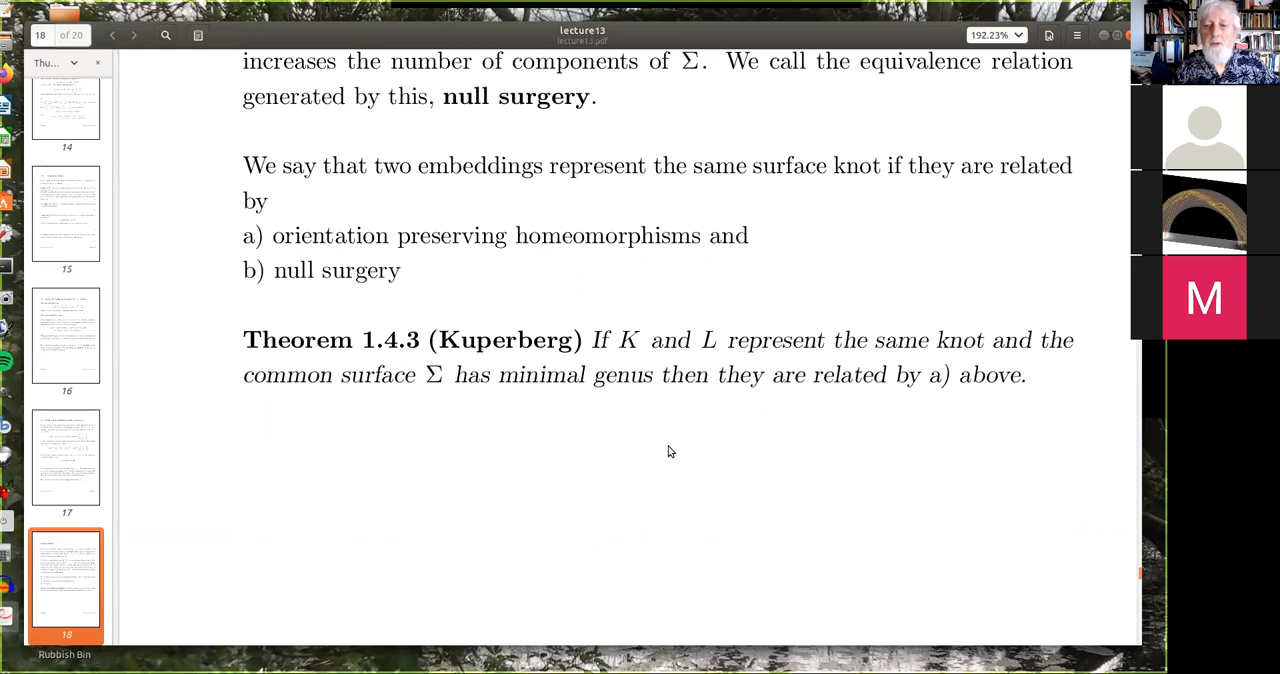 18 of 20
lecture13
lecture13.pdf
192.23%
Thu...
14
15
16
17
18
Rubbish Bin
increases the number of components of Σ. We call the equivalence relation
generated by this, null surgery.
We say that two embeddings represent the same surface knot if they are related
by
a) orientation preserving homeomorphisms and
b) null surgery
Theorem 1.4.3 (Kuperberg) If K and L represent the same knot and the
common surface Σ has minimal genus then they are related by a) above.
M